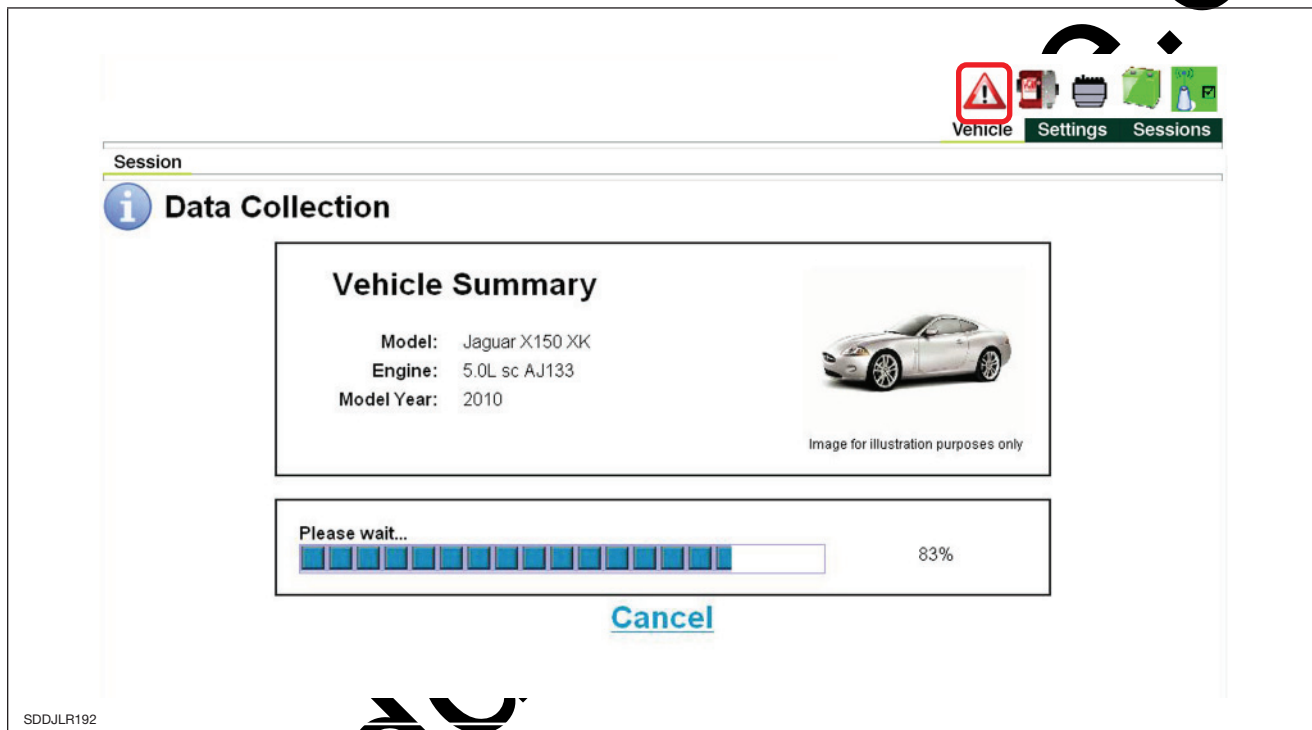 Vehicle Settings Sessions
Session
Data Collection
Vehicle Summary
Model: Jaguar X150 XK
Engine: 5.0L sc AJ133
Model Year: 2010
Image for illustration purposes only
Please wait...
83%
Cancel
SDDJLR192